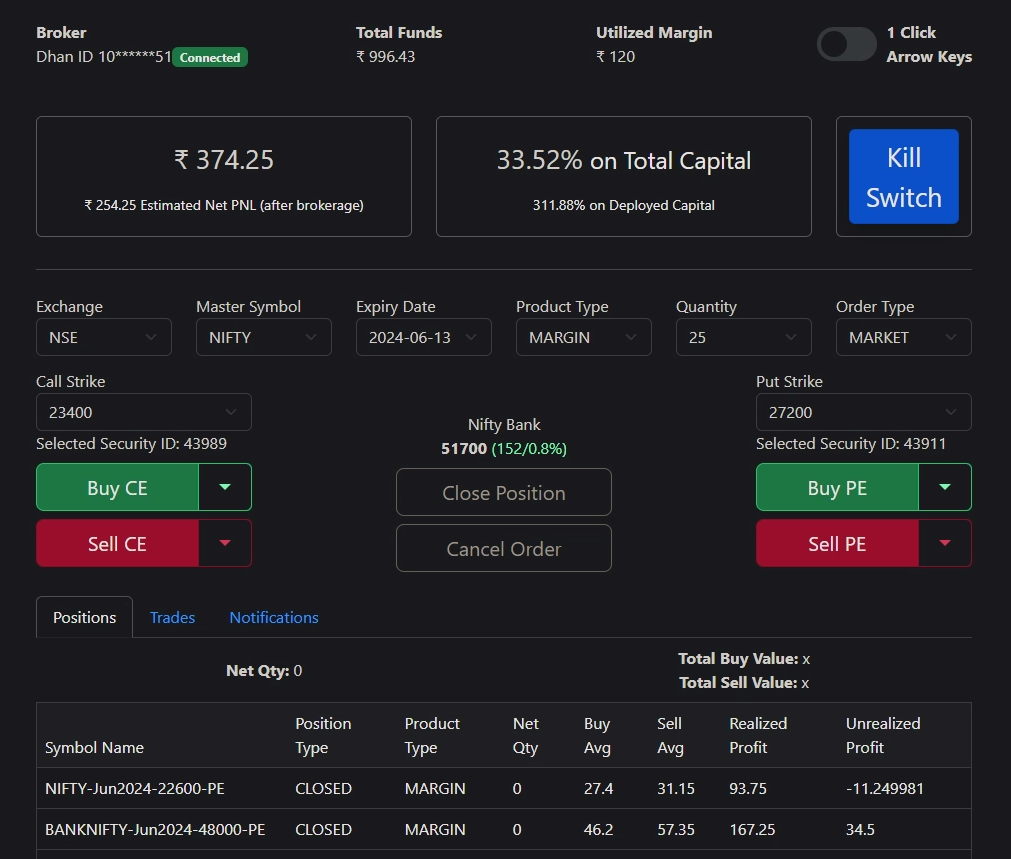 Broker
Dhan ID 10******51 Connected
Total Funds
₹ 996.43
Utilized Margin
₹ 120
1 Click
Arrow Keys
₹ 374.25
₹ 254.25 Estimated Net PNL (after brokerage)
33.52% on Total Capital
311.88% on Deployed Capital
Kill
Switch
Exchange
NSE
Master Symbol
NIFTY
Expiry Date
2024-06-13
Product Type
MARGIN
Quantity
25
Order Type
MARKET
Call Strike
23400
Selected Security ID: 43989
Buy CE
Sell CE
Nifty Bank
51700 (152/0.8%)
Close Position
Cancel Order
Put Strike
27200
Selected Security ID: 43911
Buy PE
Sell PE
Positions Trades Notifications
Net Qty: 0
Total Buy Value: x
Total Sell Value: x
Symbol Name
Position
Type
Product
Type
Net
Qty
Buy
Avg
Sell
Avg
Realized
Profit
Unrealized
Profit
NIFTY-Jun2024-22600-PE CLOSED MARGIN 0 27.4 31.15 93.75 -11.249981
BANKNIFTY-Jun2024-48000-PE CLOSED MARGIN 0 46.2 57.35 167.25 34.5